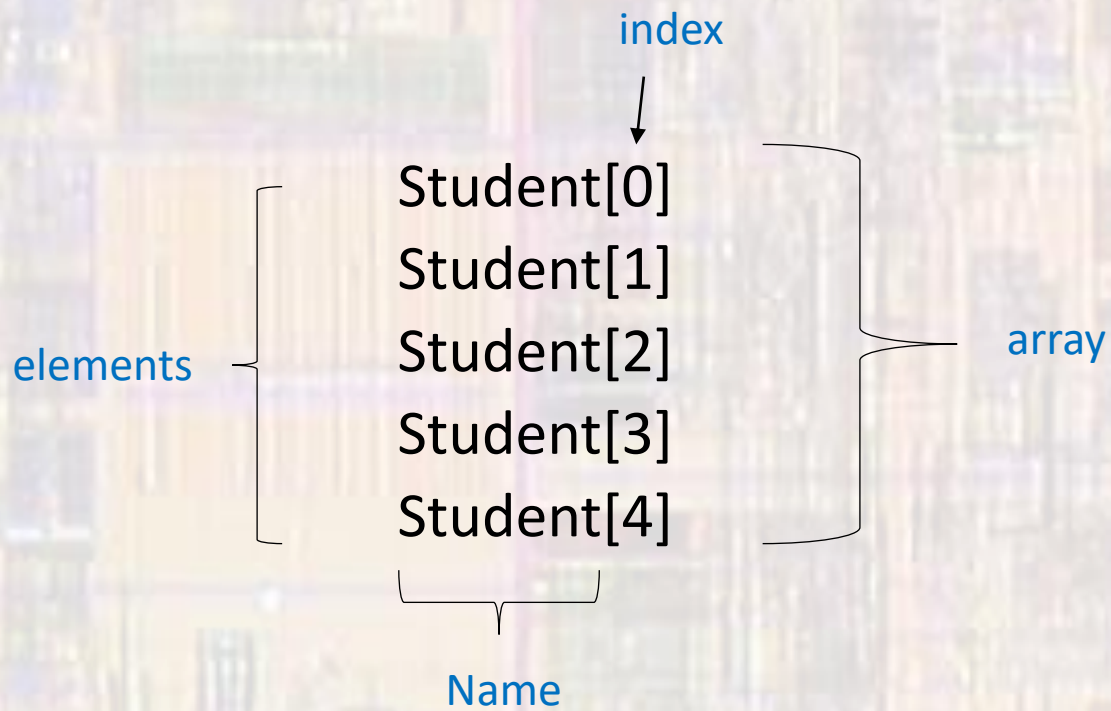 index
Student[0]
Student[1]
Student[2]
elements
array
Student[3]
Student[4]
Name